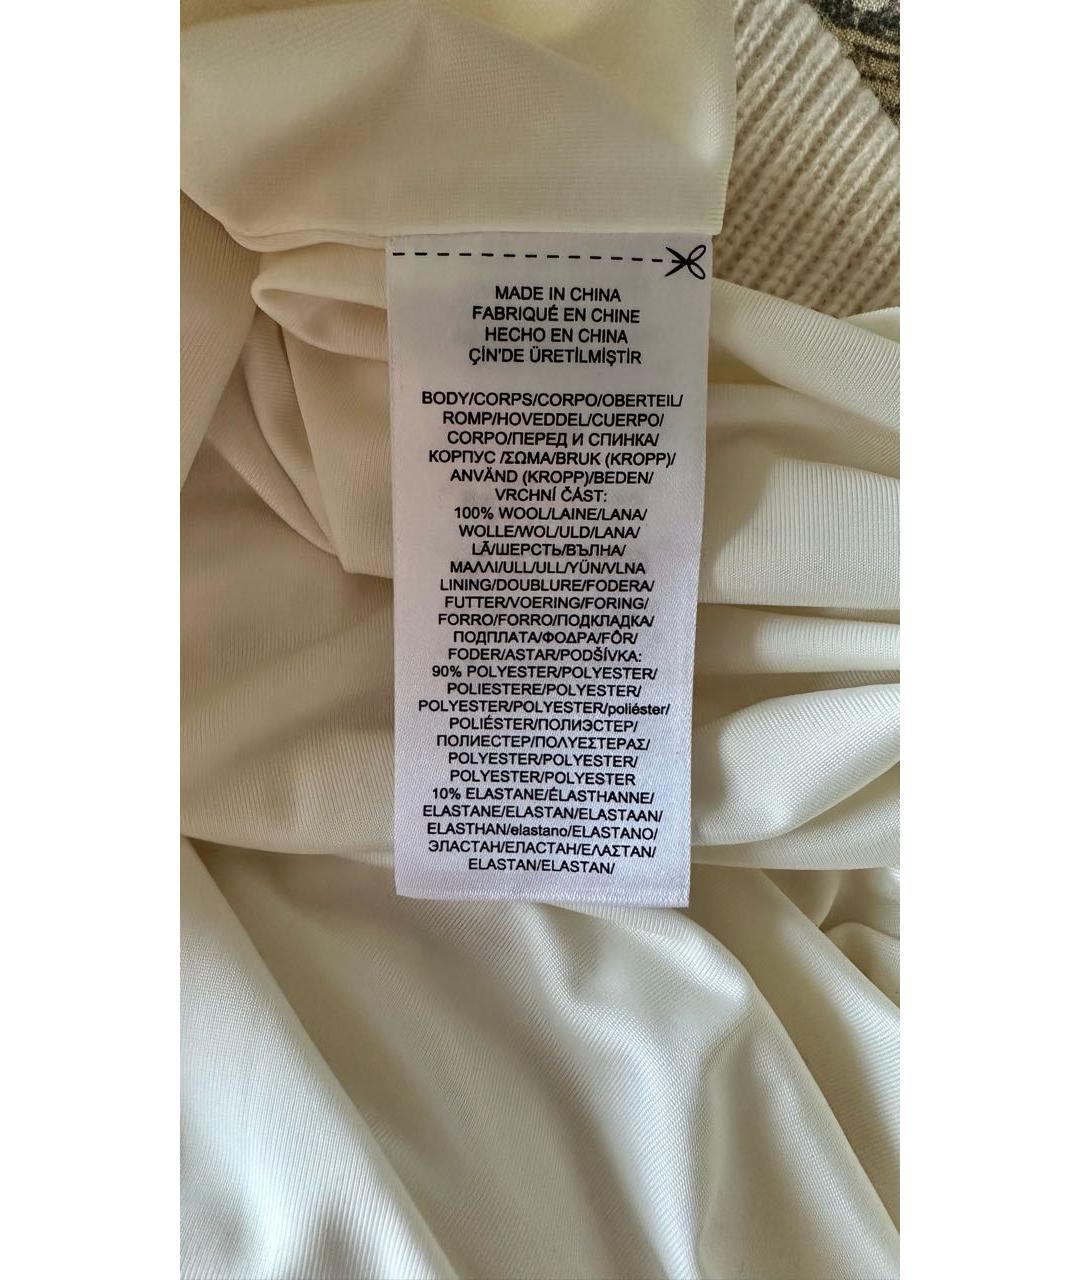 MADE IN CHINA
FABRIQUÉ EN CHINE
HECHO EN CHINA
ÇİN'DE ÜRETİLMİŞTİR
BODY/CORPS/CORPO/OBERTEIL/
ROMP/HOVEDDEL/CUERPO/
CORPO/ПЕРЕД И СПИНКА/
КОРПУС /ΣΩΜΑ/BRUK (KROPP)/
ANVÄND (KROPP)/BEDEN/
VRCHNÍ ČÁST:
100% WOOL/LAINE/LANA/
WOLLE/WOL/ULD/LANA/
LÃ/ШЕРСТЬ/ВЪЛНА/
ΜΑΛΛΙ/ULL/ULL/YÜN/VLNA
LINING/DOUBLURE/FODERA/
FUTTER/VOERING/FORING/
FORRO/FORRO/ПОДКЛАДКА/
ПОДПЛАТА/ΦΟΔΡΑ/FÔR/
FODER/ASTAR/PODŠÍVKA:
90% POLYESTER/POLYESTER/
POLIESTERE/POLYESTER/
POLYESTER/POLYESTER/poliéster/
POLIÉSTER/ПОЛИЭСТЕР/
ПОЛИЕСТЕР/ΠΟΛΥΕΣΤΕΡΑΣ/
POLYESTER/POLYESTER/
POLYESTER/POLYESTER
10% ELASTANE/ÉLASTHANNE/
ELASTANE/ELASTAN/ELASTAAN/
ELASTHAN/elastano/ELASTANO/
ЭЛАСТАН/ЕЛАСТАН/ΕΛΑΣΤΑΝ/
ELASTAN/ELASTAN/